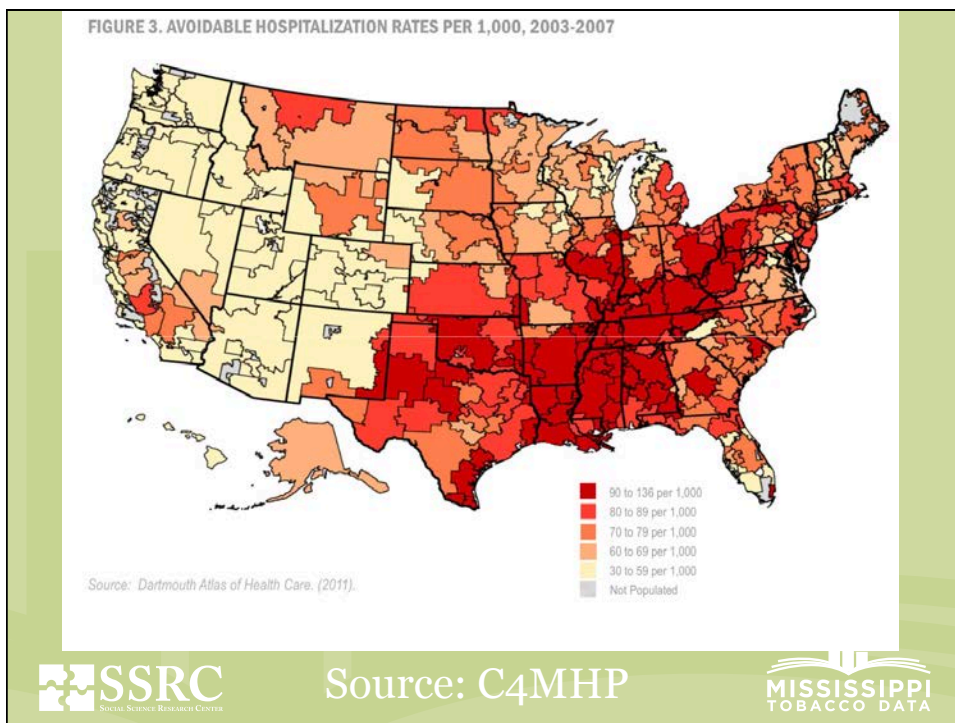 FIGURE 3. AVOIDABLE HOSPITALIZATION RATES PER 1,000, 2003-2007
90 to 136 per 1,000
80 to 89 per 1,000
70 to 79 per 1,000
60 to 69 per 1,000
30 to 59 per 1,000
Not Populated
Source: Dartmouth Atlas of Health Care. (2011).
SSRC
SOCIAL SCIENCE RESEARCH CENTER
Source: C4MHP
MISSISSIPPI
TOBACCO DATA